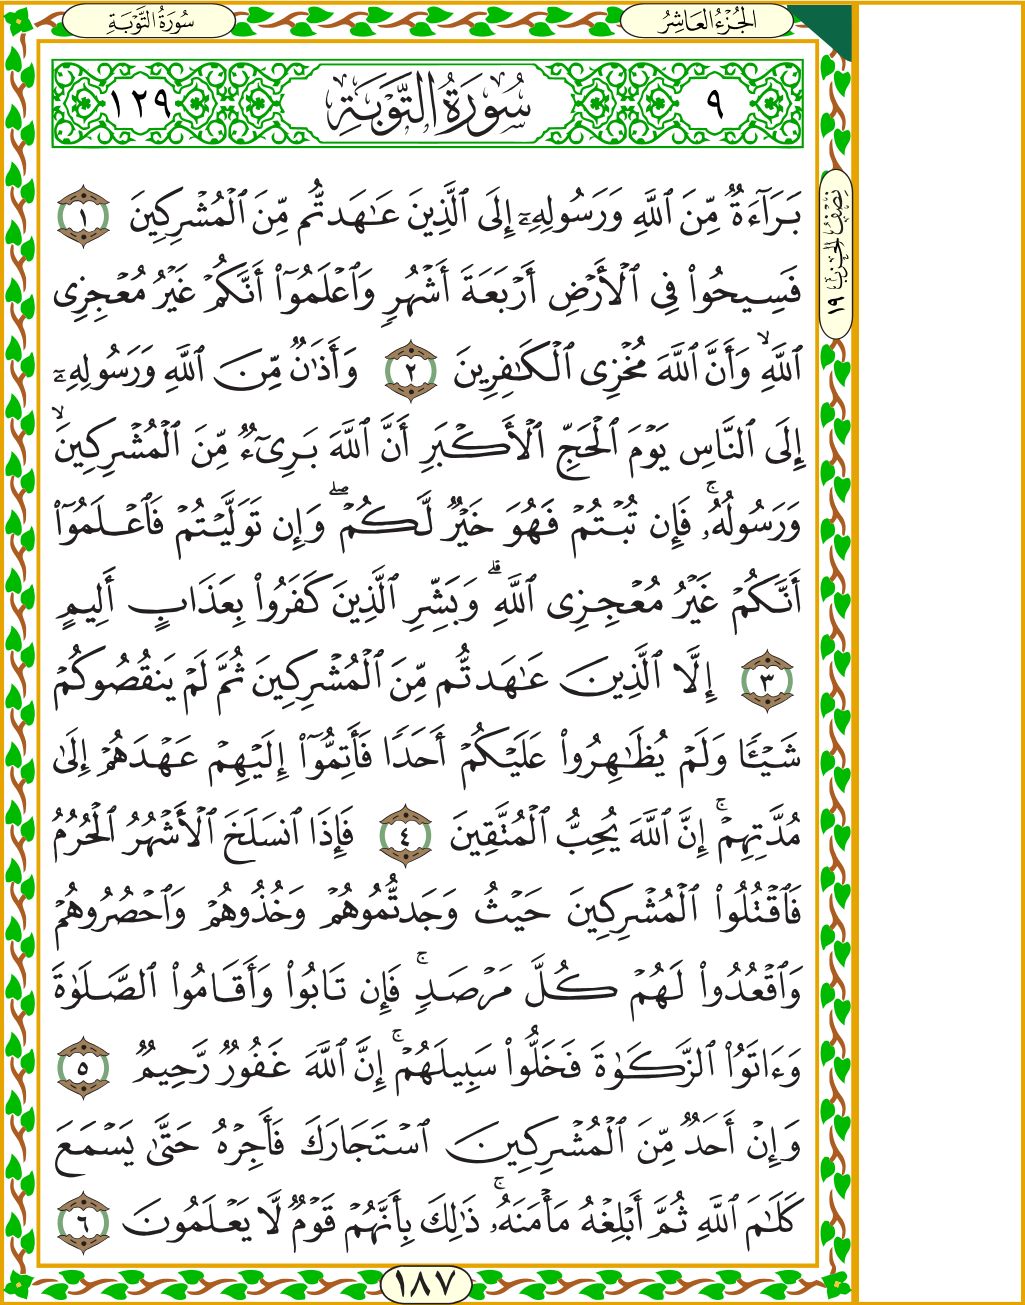 الجُزْءُ العَاشِرُ
سُورَةُ التَّوْبَةِ
٩
سُورَةُ التَّوْبَةِ
١٢٩
نِصْفُ الحِزْبِ ١٩
بَرَآءَةٌ مِّنَ ٱللَّهِ وَرَسُولِهِۦٓ إِلَى ٱلَّذِينَ عَـٰهَدتُّم مِّنَ ٱلْمُشْرِكِينَ ١
فَسِيحُوا۟ فِى ٱلْأَرْضِ أَرْبَعَةَ أَشْهُرٍ وَٱعْلَمُوٓا۟ أَنَّكُمْ غَيْرُ مُعْجِزِى
ٱللَّهِ ۙ وَأَنَّ ٱللَّهَ مُخْزِى ٱلْكَـٰفِرِينَ ٢ وَأَذَٰنٌ مِّنَ ٱللَّهِ وَرَسُولِهِۦٓ
إِلَى ٱلنَّاسِ يَوْمَ ٱلْحَجِّ ٱلْأَكْبَرِ أَنَّ ٱللَّهَ بَرِىٓءٌ مِّنَ ٱلْمُشْرِكِينَ ۙ
وَرَسُولُهُۥ ۚ فَإِن تُبْتُمْ فَهُوَ خَيْرٌ لَّكُمْ ۖ وَإِن تَوَلَّيْتُمْ فَٱعْلَمُوٓا۟
أَنَّكُمْ غَيْرُ مُعْجِزِى ٱللَّهِ ۗ وَبَشِّرِ ٱلَّذِينَ كَفَرُوا۟ بِعَذَابٍ أَلِيمٍ
٣ إِلَّا ٱلَّذِينَ عَـٰهَدتُّم مِّنَ ٱلْمُشْرِكِينَ ثُمَّ لَمْ يَنقُصُوكُمْ
شَيْـًٔا وَلَمْ يُظَـٰهِرُوا۟ عَلَيْكُمْ أَحَدًا فَأَتِمُّوٓا۟ إِلَيْهِمْ عَهْدَهُمْ إِلَىٰ
مُدَّتِهِمْ ۚ إِنَّ ٱللَّهَ يُحِبُّ ٱلْمُتَّقِينَ ٤ فَإِذَا ٱنسَلَخَ ٱلْأَشْهُرُ ٱلْحُرُمُ
فَٱقْتُلُوا۟ ٱلْمُشْرِكِينَ حَيْثُ وَجَدتُّمُوهُمْ وَخُذُوهُمْ وَٱحْصُرُوهُمْ
وَٱقْعُدُوا۟ لَهُمْ كُلَّ مَرْصَدٍ ۚ فَإِن تَابُوا۟ وَأَقَامُوا۟ ٱلصَّلَوٰةَ
وَءَاتَوُا۟ ٱلزَّكَوٰةَ فَخَلُّوا۟ سَبِيلَهُمْ ۚ إِنَّ ٱللَّهَ غَفُورٌ رَّحِيمٌ ٥
وَإِنْ أَحَدٌ مِّنَ ٱلْمُشْرِكِينَ ٱسْتَجَارَكَ فَأَجِرْهُ حَتَّىٰ يَسْمَعَ
كَلَـٰمَ ٱللَّهِ ثُمَّ أَبْلِغْهُ مَأْمَنَهُۥ ۚ ذَٰلِكَ بِأَنَّهُمْ قَوْمٌ لَّا يَعْلَمُونَ ٦
١٨٧